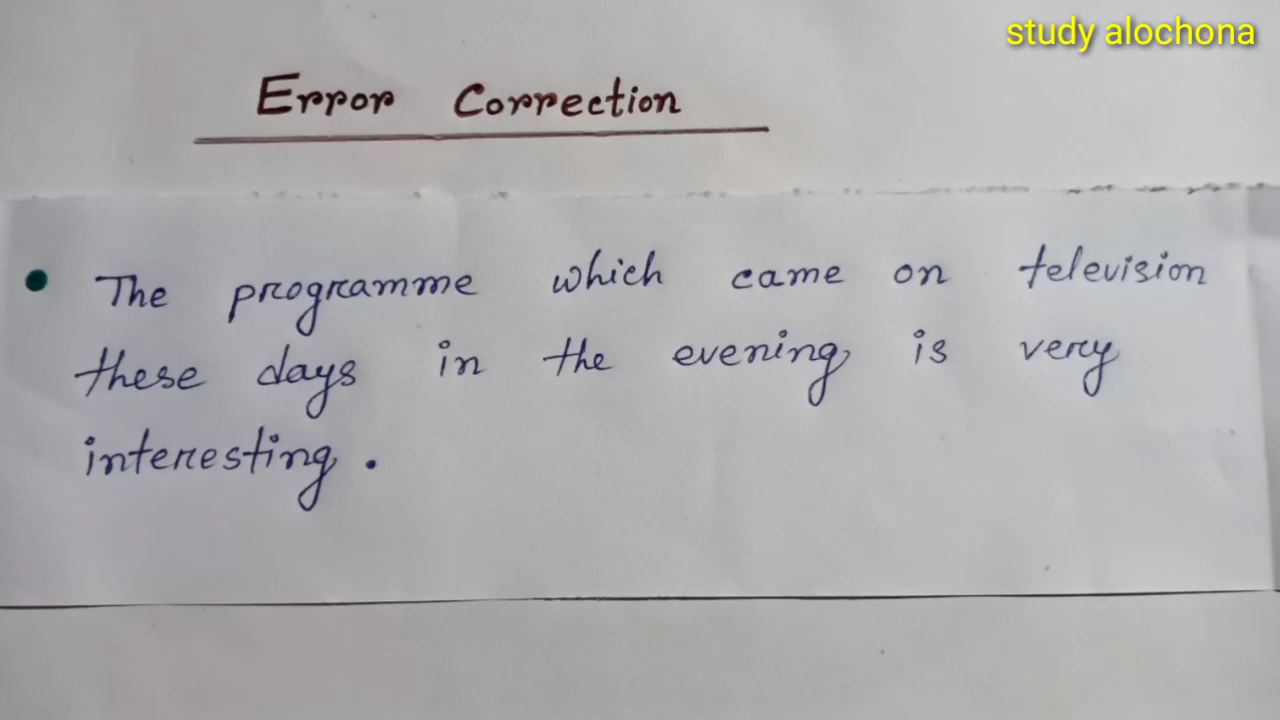 study alochona
Error Correction
• The programme which came on television
these days in the evening is very
interesting.